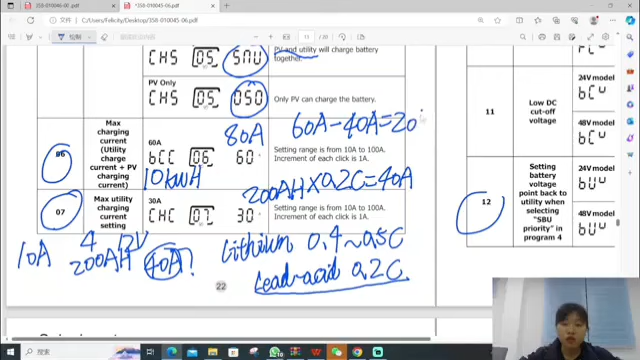 358-010045-06.pdf
*358-010045-06.pdf
File | C:/Users/Felicity/Desktop/358-010045-06.pdf
CHS 05 SNU
PV and utility will charge battery together.
PV Only
CHS 05 OSO
Only PV can charge the battery.
80A
60A-40A=20
06
Max charging current (Utility charge current + PV charging current)
60A
bCC 06 60
Setting range is from 10A to 100A. Increment of each click is 1A.
10kWH
200AH×0.2C=40A
07
Max utility charging current setting
30A
CHC 07 30
Setting range is from 10A to 100A. Increment of each click is 1A.
10A
4 12V
200AH
40A?
Lithium 0.4~0.5C
Lead-acid 0.2C
22
24V model
bCU
11
Low DC cut-off voltage
48V model
bCU
12
Setting battery voltage point back to utility when selecting "SBU priority" in program 4
24V model
bUU
48V model
bUU